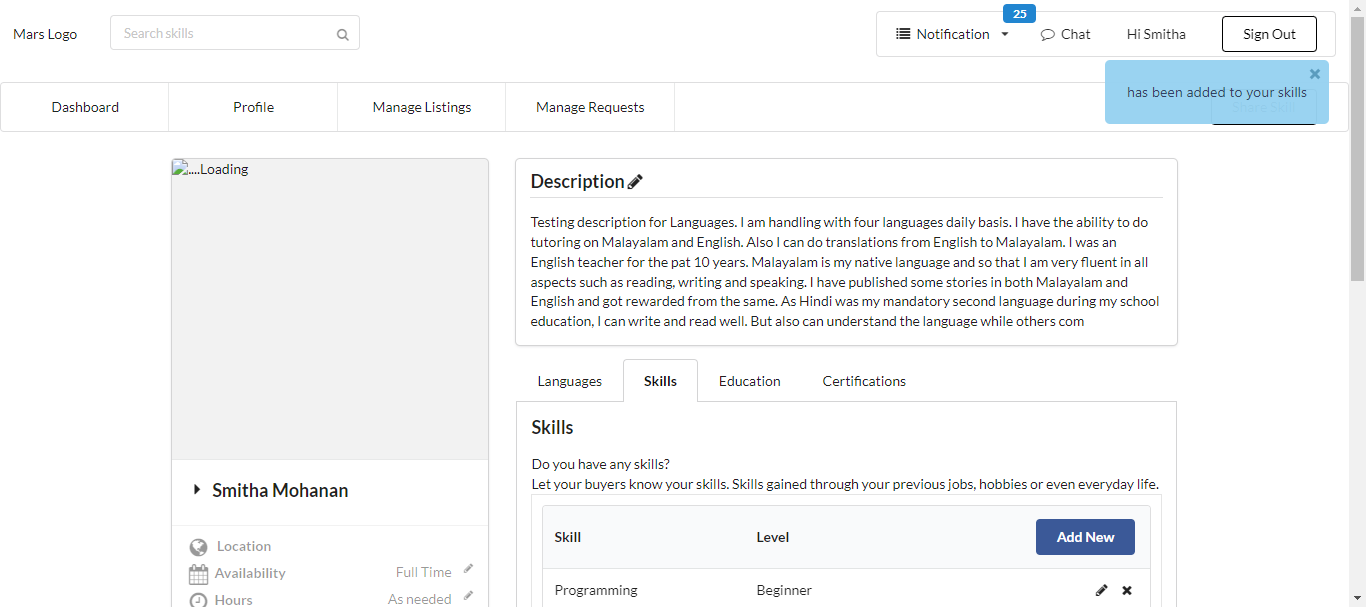 Mars Logo
Search skills
25
Notification
Chat
Hi Smitha
Sign Out
has been added to your skills
Dashboard
Profile
Manage Listings
Manage Requests
....Loading
Description
Testing description for Languages. I am handling with four languages daily basis. I have the ability to do
tutoring on Malayalam and English. Also I can do translations from English to Malayalam. I was an
English teacher for the pat 10 years. Malayalam is my native language and so that I am very fluent in all
aspects such as reading, writing and speaking. I have published some stories in both Malayalam and
English and got rewarded from the same. As Hindi was my mandatory second language during my school
education, I can write and read well. But also can understand the language while others com
Languages
Skills
Education
Certifications
Skills
Do you have any skills?
Let your buyers know your skills. Skills gained through your previous jobs, hobbies or even everyday life.
Skill
Level
Add New
Programming
Beginner
Smitha Mohanan
Location
Availability
Full Time
Hours
As needed